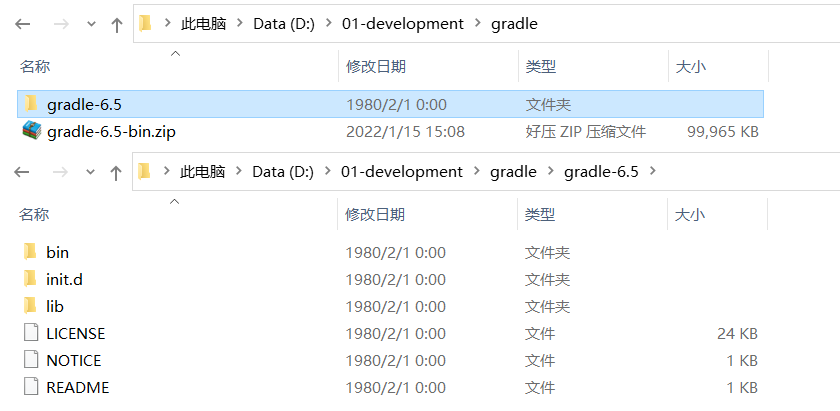 此电脑 Data (D:) 01-development gradle
名称 修改日期 类型 大小
gradle-6.5 1980/2/1 0:00 文件夹
gradle-6.5-bin.zip 2022/1/15 15:08 好压 ZIP 压缩文件 99,965 KB
此电脑 Data (D:) 01-development gradle gradle-6.5
名称 修改日期 类型 大小
bin 1980/2/1 0:00 文件夹
init.d 1980/2/1 0:00 文件夹
lib 1980/2/1 0:00 文件夹
LICENSE 1980/2/1 0:00 文件 24 KB
NOTICE 1980/2/1 0:00 文件 1 KB
README 1980/2/1 0:00 文件 1 KB